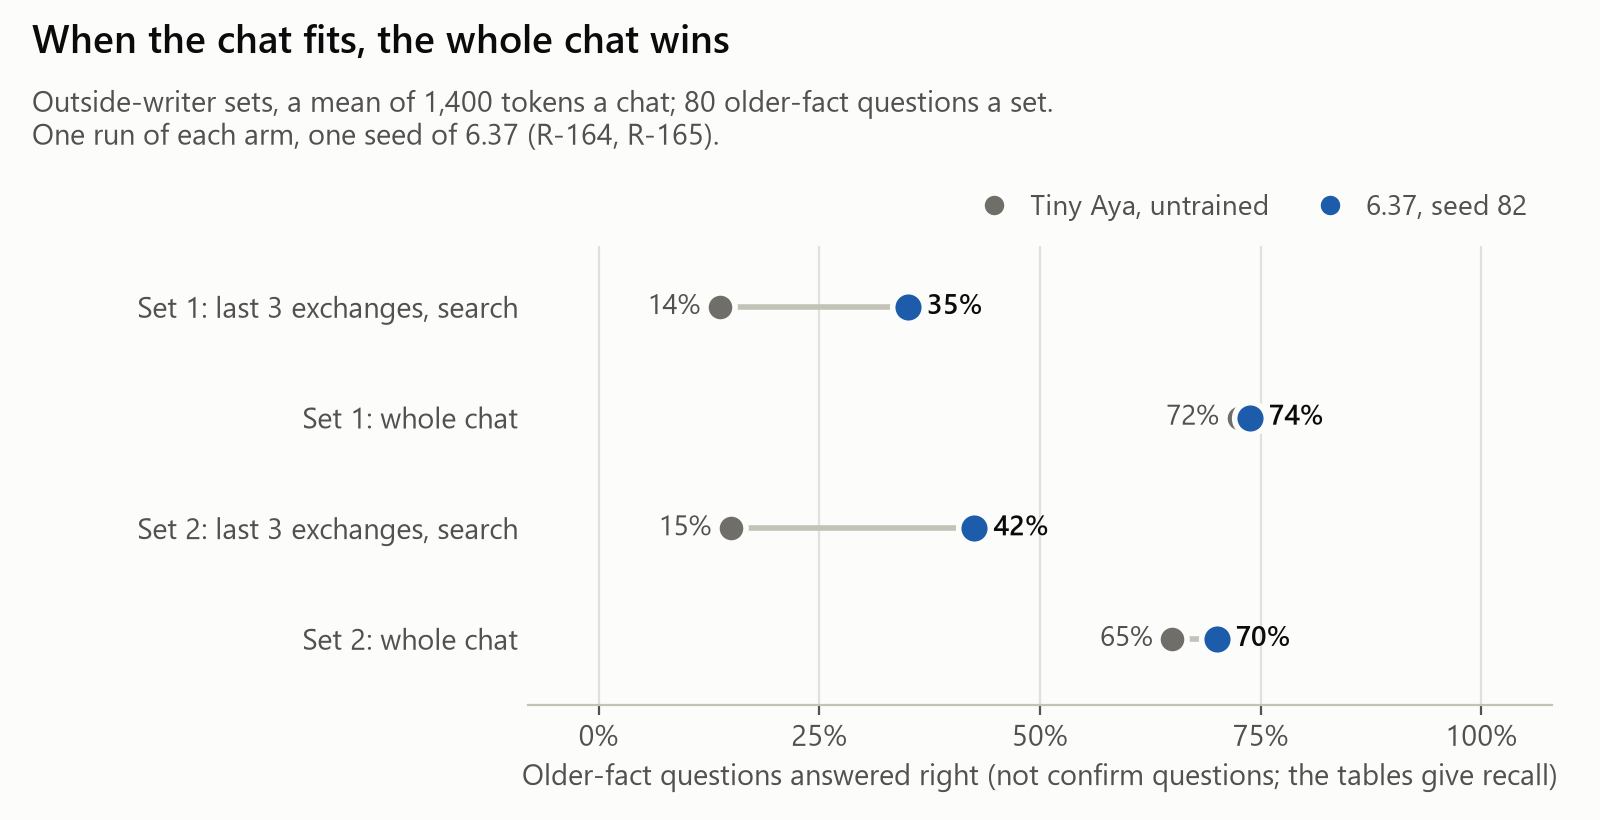 When the chat fits, the whole chat wins
Outside-writer sets, a mean of 1,400 tokens a chat; 80 older-fact questions a set.
One run of each arm, one seed of 6.37 (R-164, R-165).
Tiny Aya, untrained 6.37, seed 82
Set 1: last 3 exchanges, search 14% 35%
Set 1: whole chat 72% 74%
Set 2: last 3 exchanges, search 15% 42%
Set 2: whole chat 65% 70%
0% 25% 50% 75% 100%
Older-fact questions answered right (not confirm questions; the tables give recall)